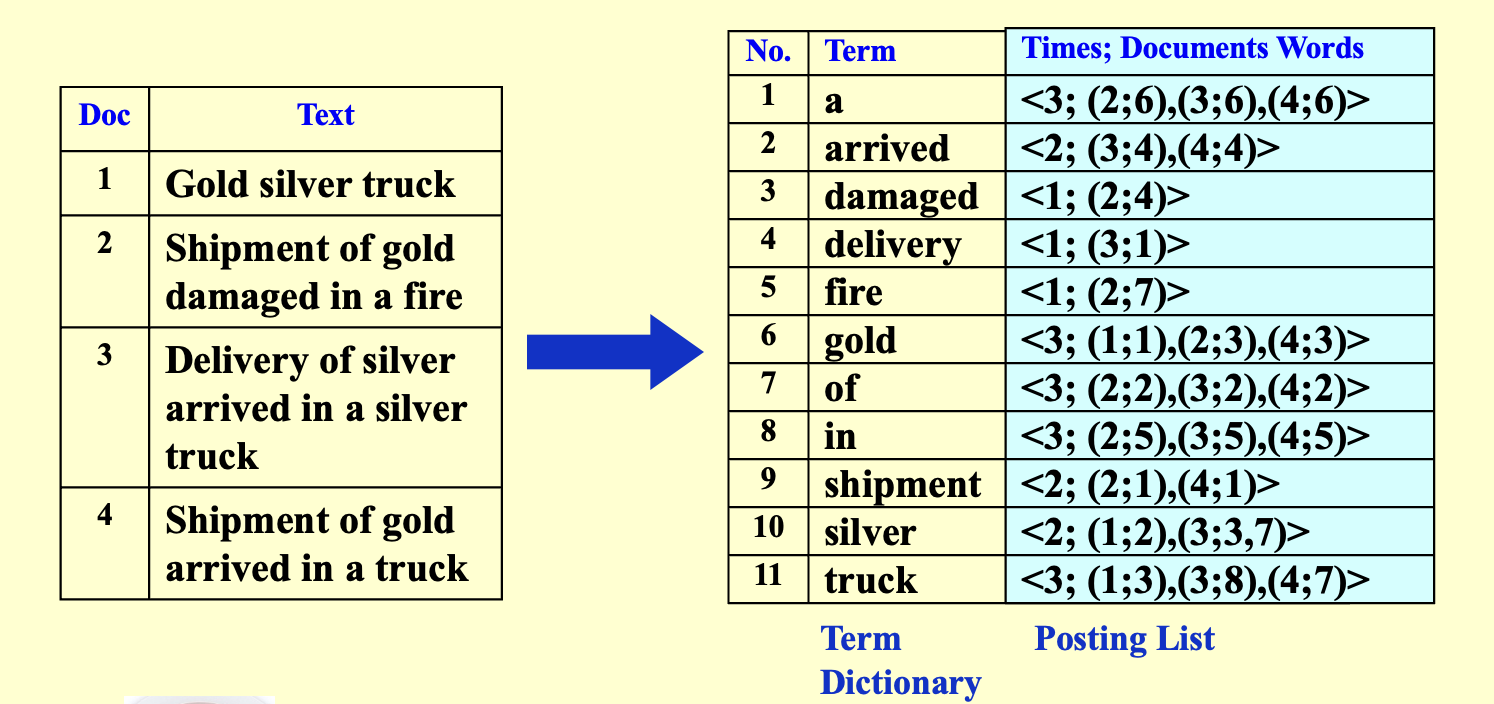 Doc Text
1 Gold silver truck
2 Shipment of gold
damaged in a fire
3 Delivery of silver
arrived in a silver
truck
4 Shipment of gold
arrived in a truck
No. Term Times; Documents Words
1 a <3; (2;6),(3;6),(4;6)>
2 arrived <2; (3;4),(4;4)>
3 damaged <1; (2;4)>
4 delivery <1; (3;1)>
5 fire <1; (2;7)>
6 gold <3; (1;1),(2;3),(4;3)>
7 of <3; (2;2),(3;2),(4;2)>
8 in <3; (2;5),(3;5),(4;5)>
9 shipment <2; (2;1),(4;1)>
10 silver <2; (1;2),(3;3,7)>
11 truck <3; (1;3),(3;8),(4;7)>
Term Posting List
Dictionary